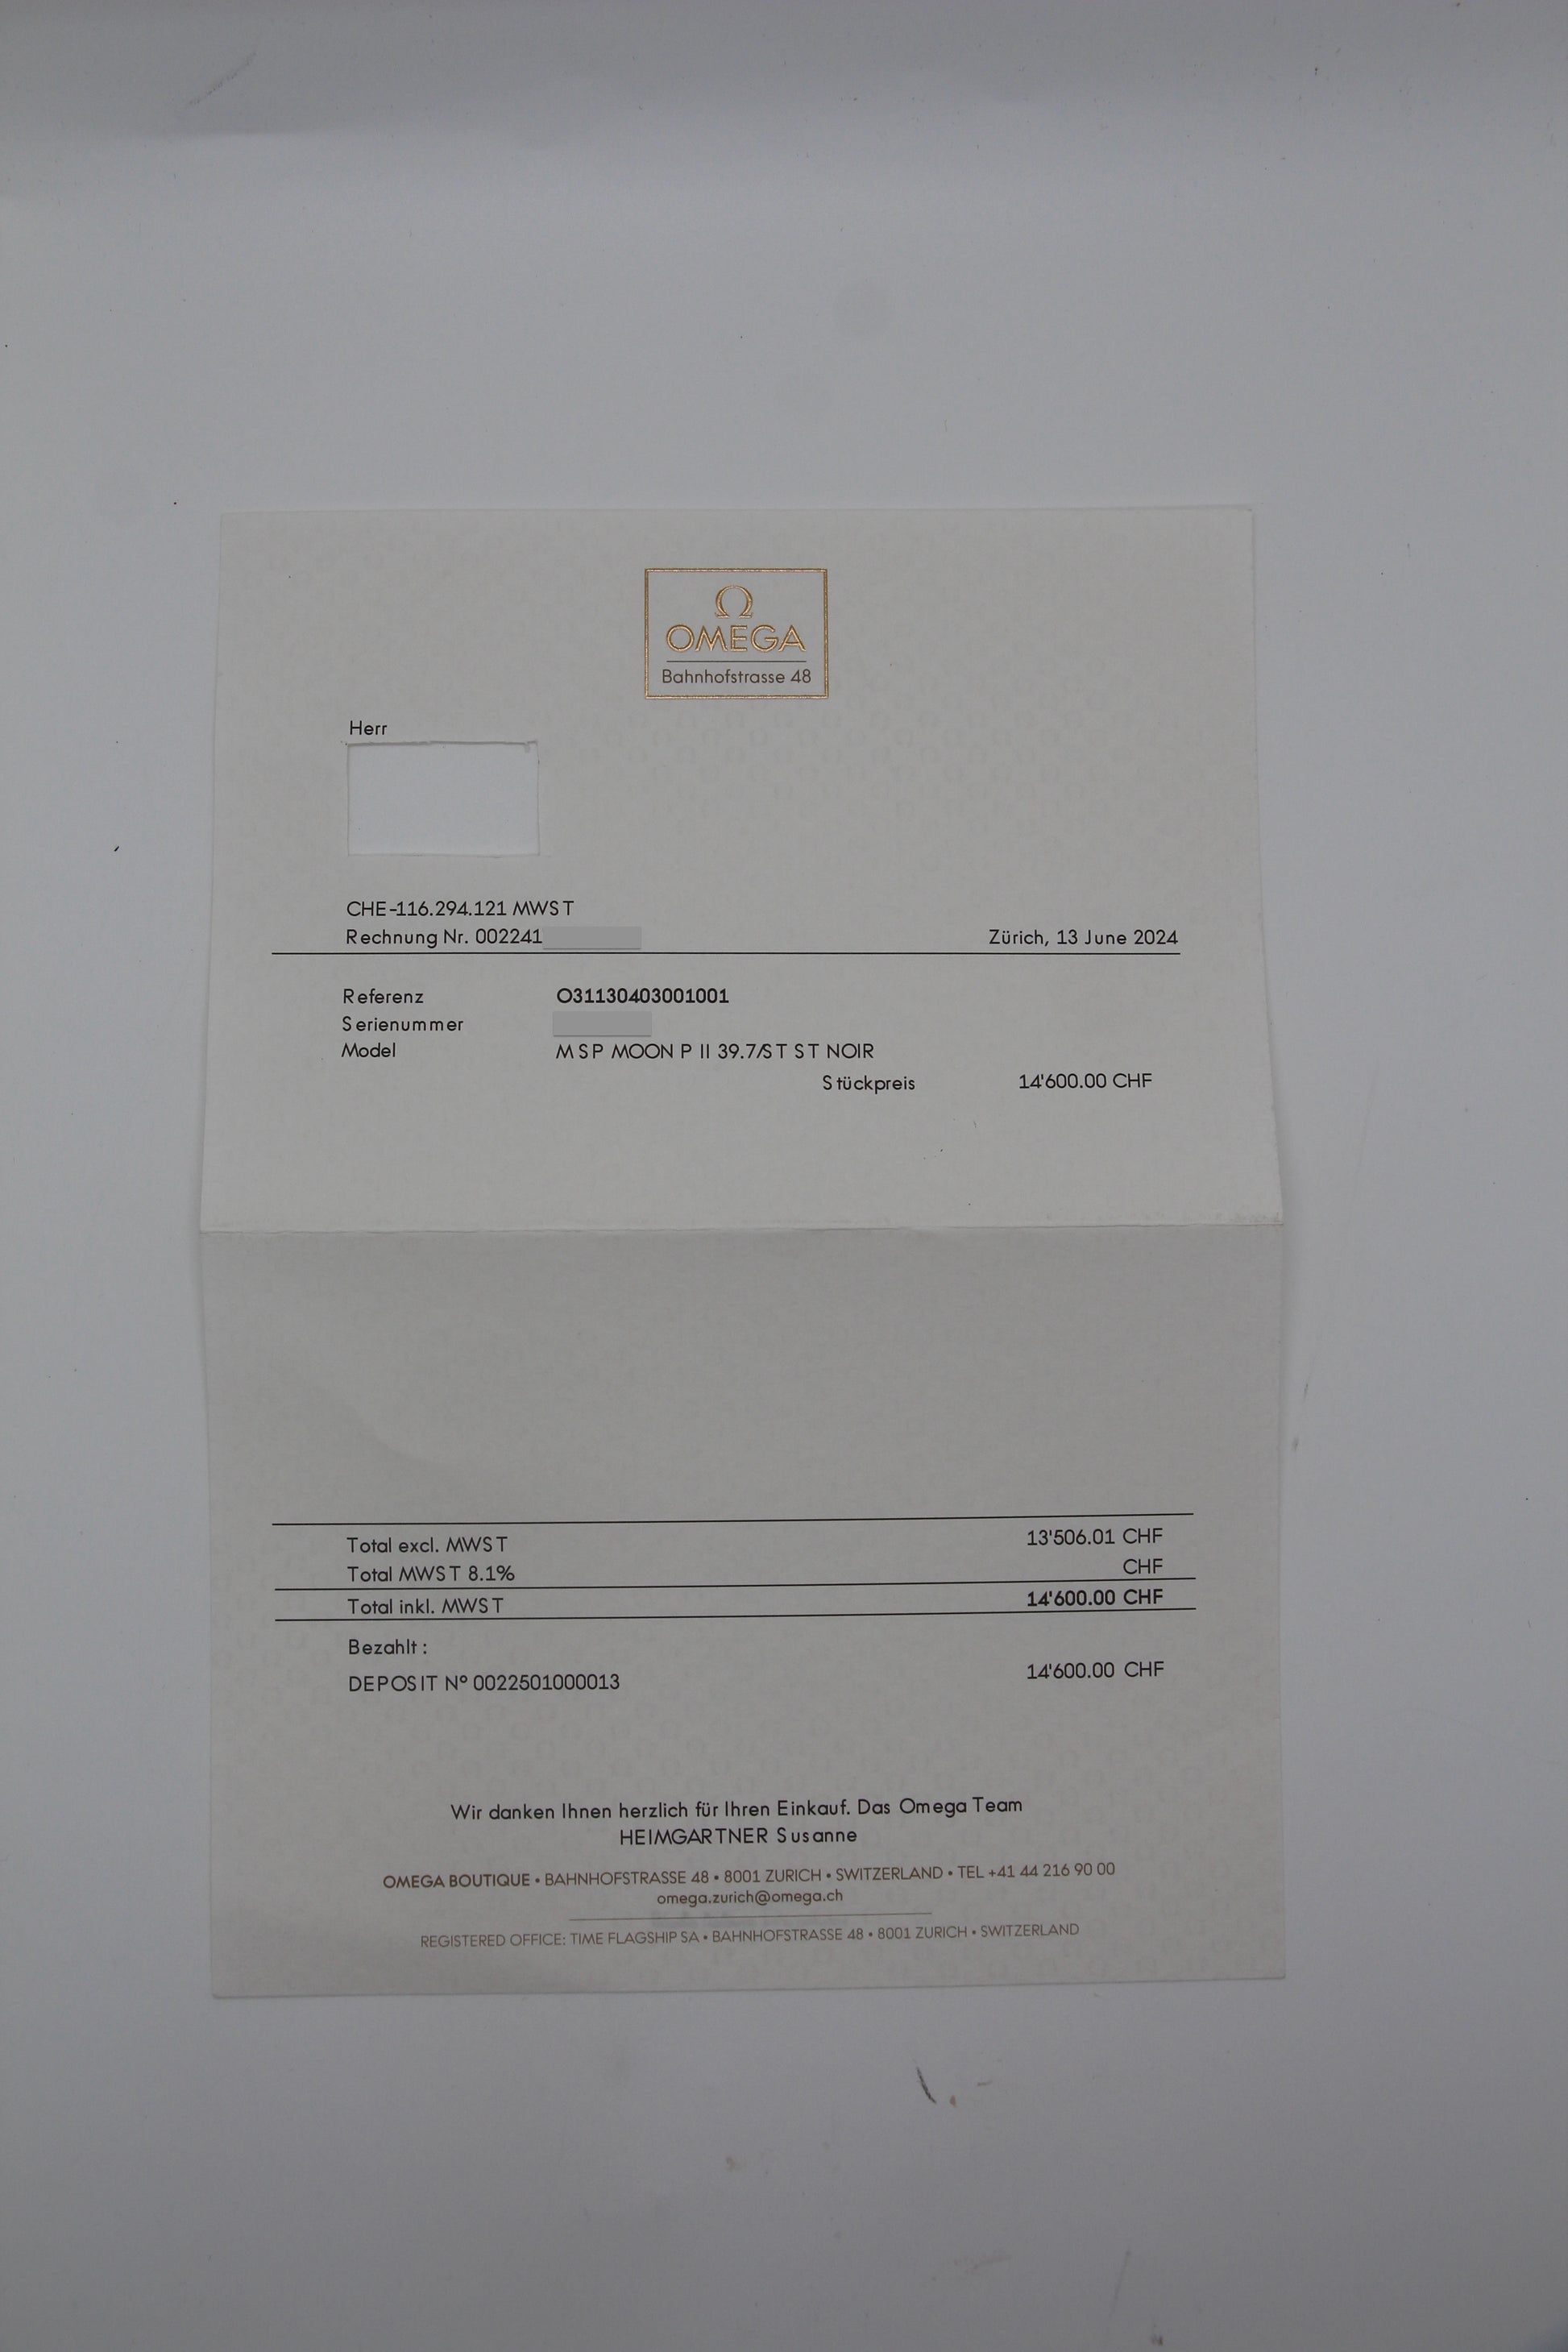 Ω
OMEGA
Bahnhofstrasse 48
Herr
CHE-116.294.121 MWST
Rechnung Nr. 002241
Zürich, 13 June 2024
Referenz O31130403001001
Serienummer
Model MSP MOON P II 39.7/ST ST NOIR
Stückpreis 14'600.00 CHF
Total excl. MWST 13'506.01 CHF
Total MWST 8.1% CHF
Total inkl. MWST 14'600.00 CHF
Bezahlt :
DEPOSIT N° 0022501000013 14'600.00 CHF
Wir danken Ihnen herzlich für Ihren Einkauf. Das Omega Team
HEIMGARTNER Susanne
OMEGA BOUTIQUE • BAHNHOFSTRASSE 48 • 8001 ZURICH • SWITZERLAND • TEL +41 44 216 90 00
omega.zurich@omega.ch
REGISTERED OFFICE: TIME FLAGSHIP SA • BAHNHOFSTRASSE 48 • 8001 ZURICH • SWITZERLAND